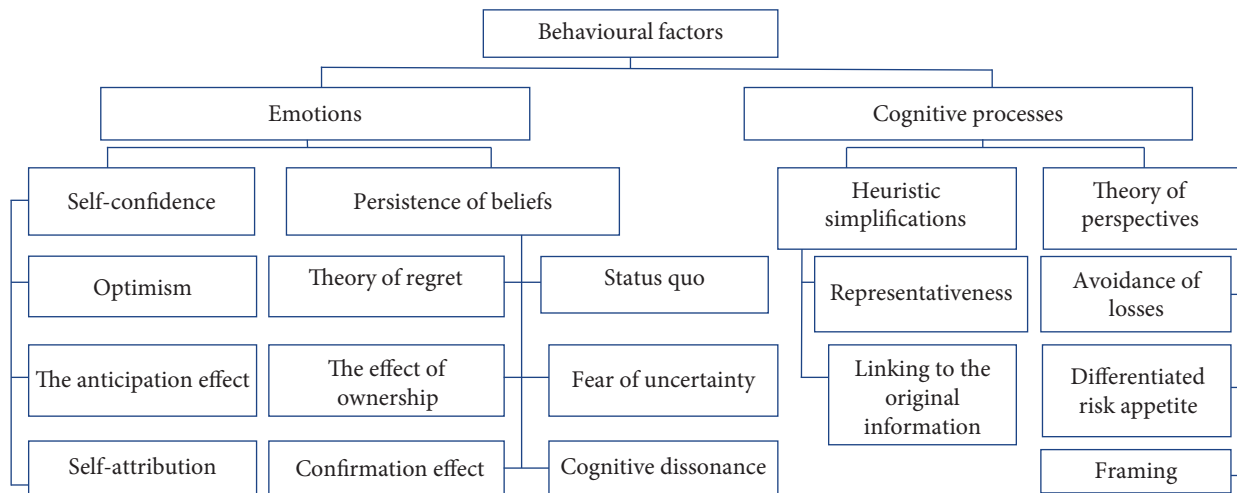 Behavioural factors
Emotions
Cognitive processes
Self-confidence
Persistence of beliefs
Heuristic
simplifications
Theory of
perspectives
Optimism
Theory of regret
Status quo
Representativeness
Avoidance of
losses
The anticipation effect
The effect of
ownership
Fear of uncertainty
Linking to the
original
information
Differentiated
risk appetite
Self-attribution
Confirmation effect
Cognitive dissonance
Framing